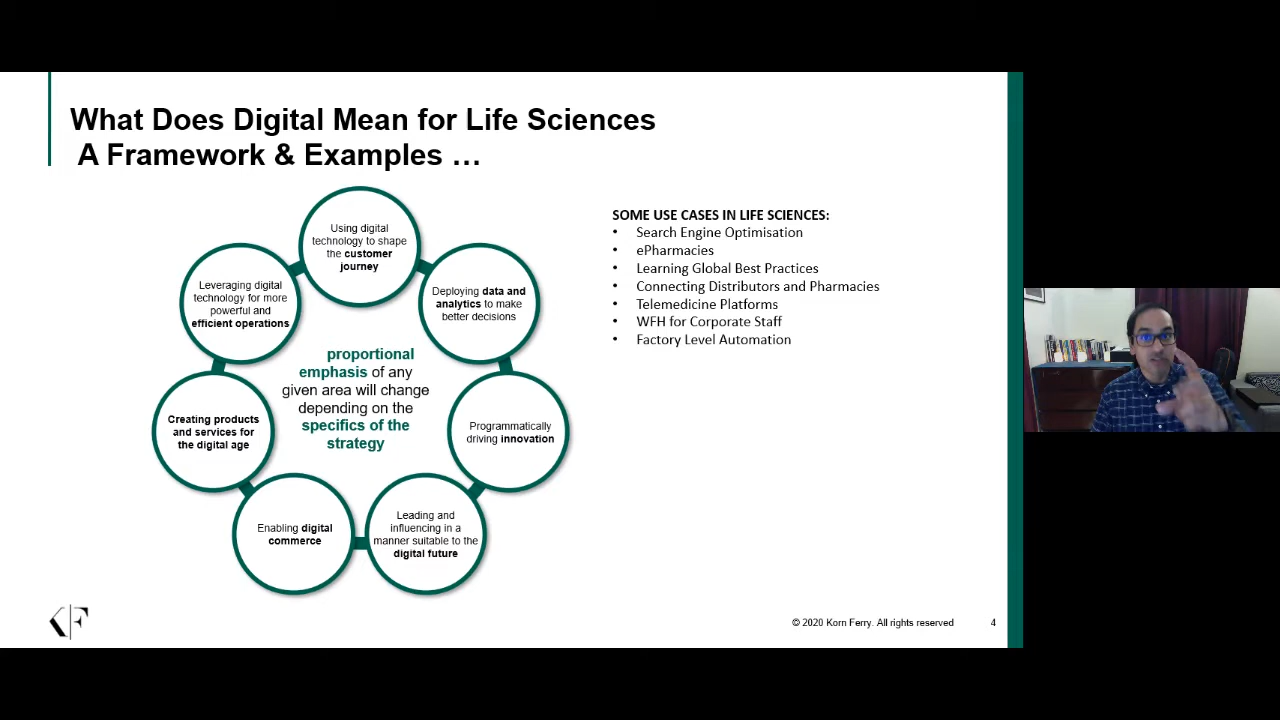 What Does Digital Mean for Life Sciences
A Framework & Examples …
Using digital
technology to shape
the customer
journey
Leveraging digital
technology for more
powerful and
efficient operations
Deploying data and
analytics to make
better decisions
proportional
emphasis of any
given area will change
depending on the
specifics of the
strategy
Creating products
and services for
the digital age
Programmatically
driving innovation
Enabling digital
commerce
Leading and
influencing in a
manner suitable to the
digital future
SOME USE CASES IN LIFE SCIENCES:
• Search Engine Optimisation
• ePharmacies
• Learning Global Best Practices
• Connecting Distributors and Pharmacies
• Telemedicine Platforms
• WFH for Corporate Staff
• Factory Level Automation
KF
© 2020 Korn Ferry. All rights reserved
4